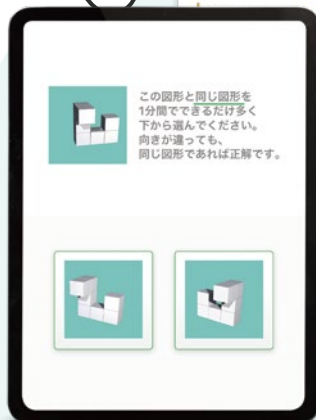 この図形と同じ図形を
1分間でできるだけ多く
下から選んでください。
向きが違っても、
同じ図形であれば正解です。